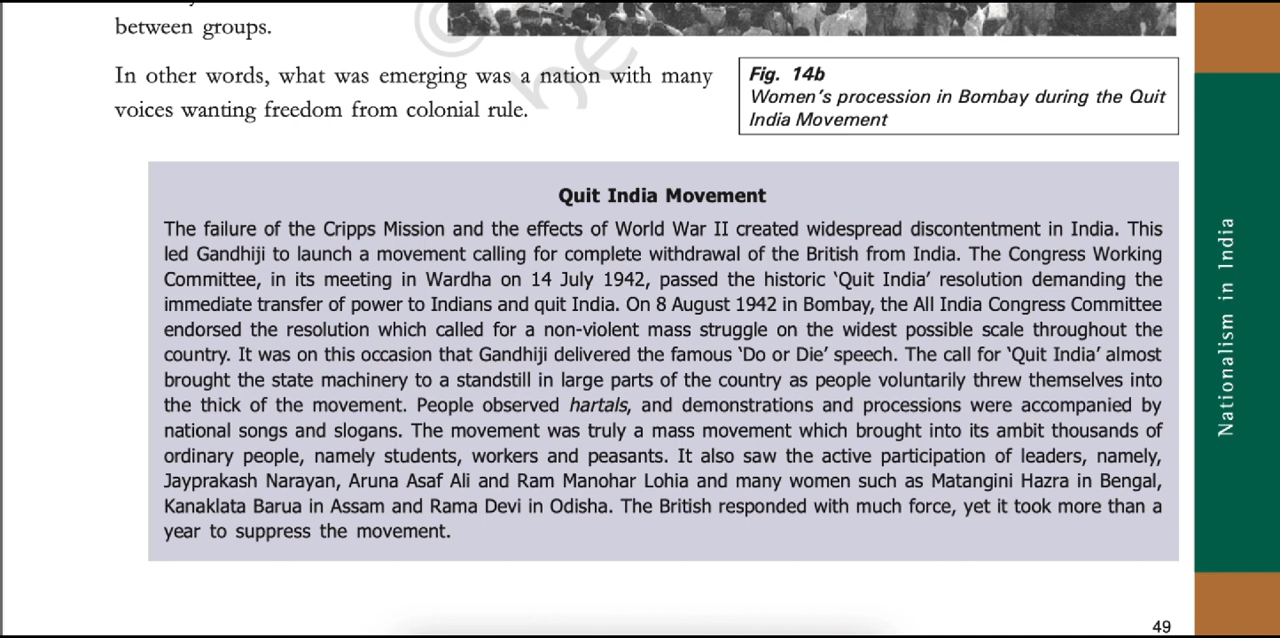 between groups.
In other words, what was emerging was a nation with many
voices wanting freedom from colonial rule.
Fig. 14b
Women's procession in Bombay during the Quit
India Movement
Quit India Movement
The failure of the Cripps Mission and the effects of World War II created widespread discontentment in India. This
led Gandhiji to launch a movement calling for complete withdrawal of the British from India. The Congress Working
Committee, in its meeting in Wardha on 14 July 1942, passed the historic ‘Quit India’ resolution demanding the
immediate transfer of power to Indians and quit India. On 8 August 1942 in Bombay, the All India Congress Committee
endorsed the resolution which called for a non-violent mass struggle on the widest possible scale throughout the
country. It was on this occasion that Gandhiji delivered the famous ‘Do or Die’ speech. The call for ‘Quit India’ almost
brought the state machinery to a standstill in large parts of the country as people voluntarily threw themselves into
the thick of the movement. People observed hartals, and demonstrations and processions were accompanied by
national songs and slogans. The movement was truly a mass movement which brought into its ambit thousands of
ordinary people, namely students, workers and peasants. It also saw the active participation of leaders, namely,
Jayprakash Narayan, Aruna Asaf Ali and Ram Manohar Lohia and many women such as Matangini Hazra in Bengal,
Kanaklata Barua in Assam and Rama Devi in Odisha. The British responded with much force, yet it took more than a
year to suppress the movement.
Nationalism in India
49